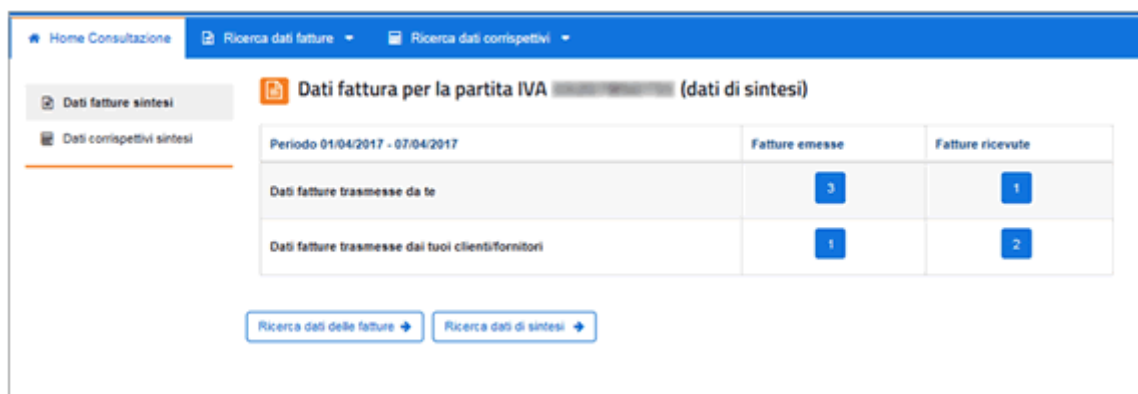 Home Consultazione Ricerca dati fatture Ricerca dati corrispettivi
Dati fatture sintesi
Dati corrispettivi sintesi
Dati fattura per la partita IVA (dati di sintesi)
Periodo 01/04/2017 - 07/04/2017 Fatture emesse Fatture ricevute
Dati fatture trasmesse da te 3 1
Dati fatture trasmesse dai tuoi clienti/fornitori 1 2
Ricerca dati delle fatture Ricerca dati di sintesi